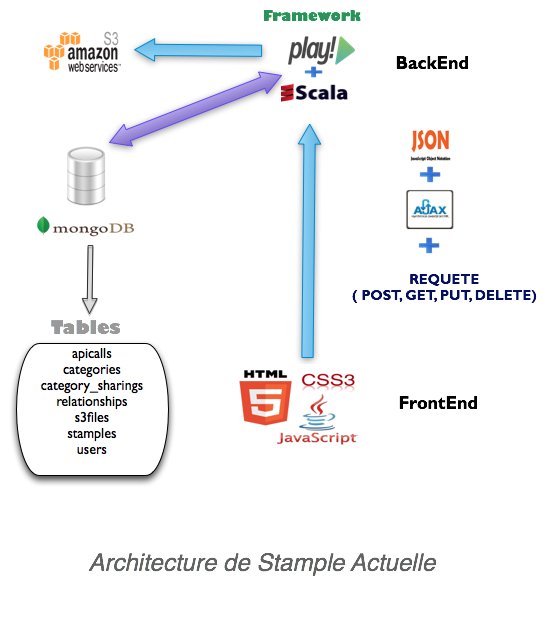 Framework
S3
amazon
webservices™
play!
+
Scala
BackEnd
JSON
JavaScript Object Notation
+
AJAX
+
mongoDB
REQUETE
( POST, GET, PUT, DELETE)
Tables
apicalls
categories
category_sharings
relationships
s3files
stamples
users
HTML
5
CSS3
JavaScript
FrontEnd
Architecture de Stample Actuelle